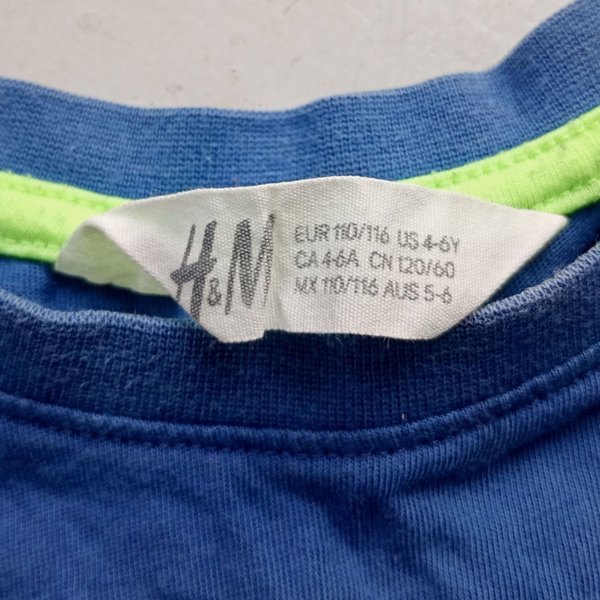 H&M
EUR 110/116 US 4-6Y
CA 4-6A CN 120/60
MX 110/116 AUS 5-6